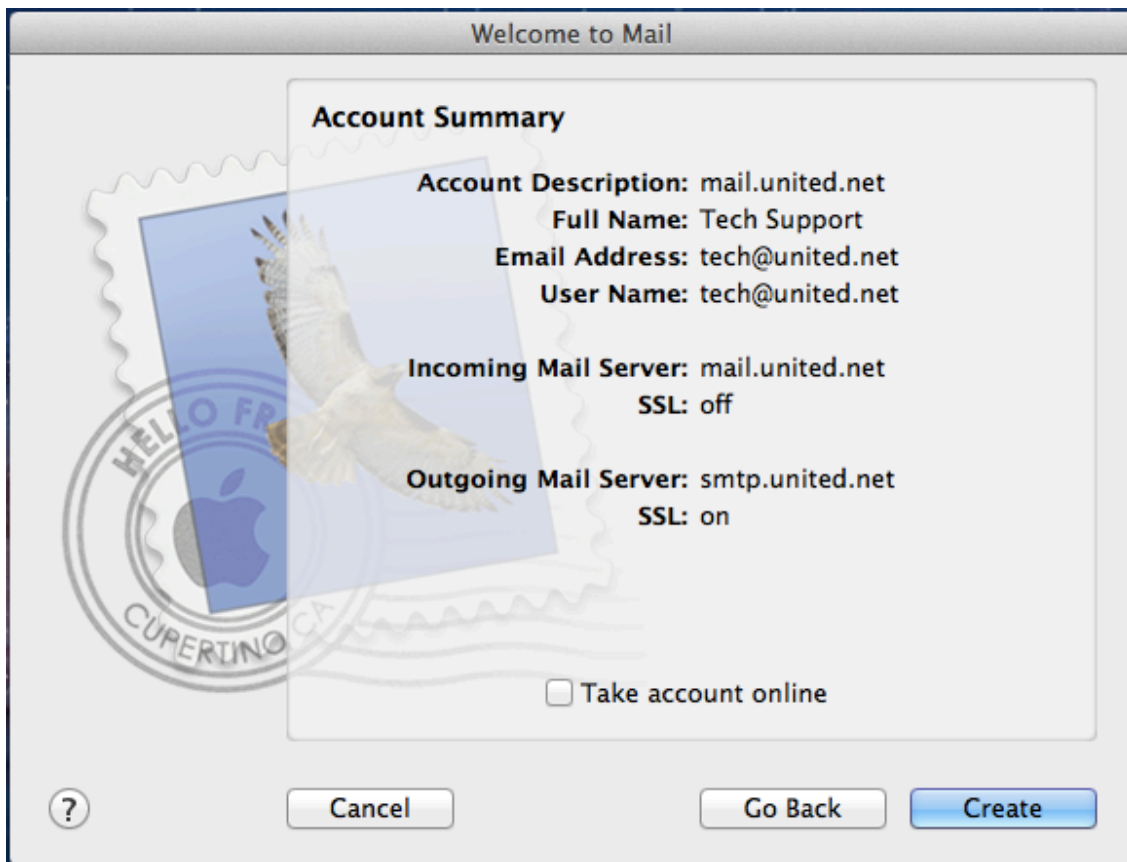 Welcome to Mail
Account Summary
Account Description: mail.united.net
Full Name: Tech Support
Email Address: tech@united.net
User Name: tech@united.net
Incoming Mail Server: mail.united.net
SSL: off
Outgoing Mail Server: smtp.united.net
SSL: on
HELLO FR
CUPERTINO CA
Take account online
?
Cancel
Go Back
Create